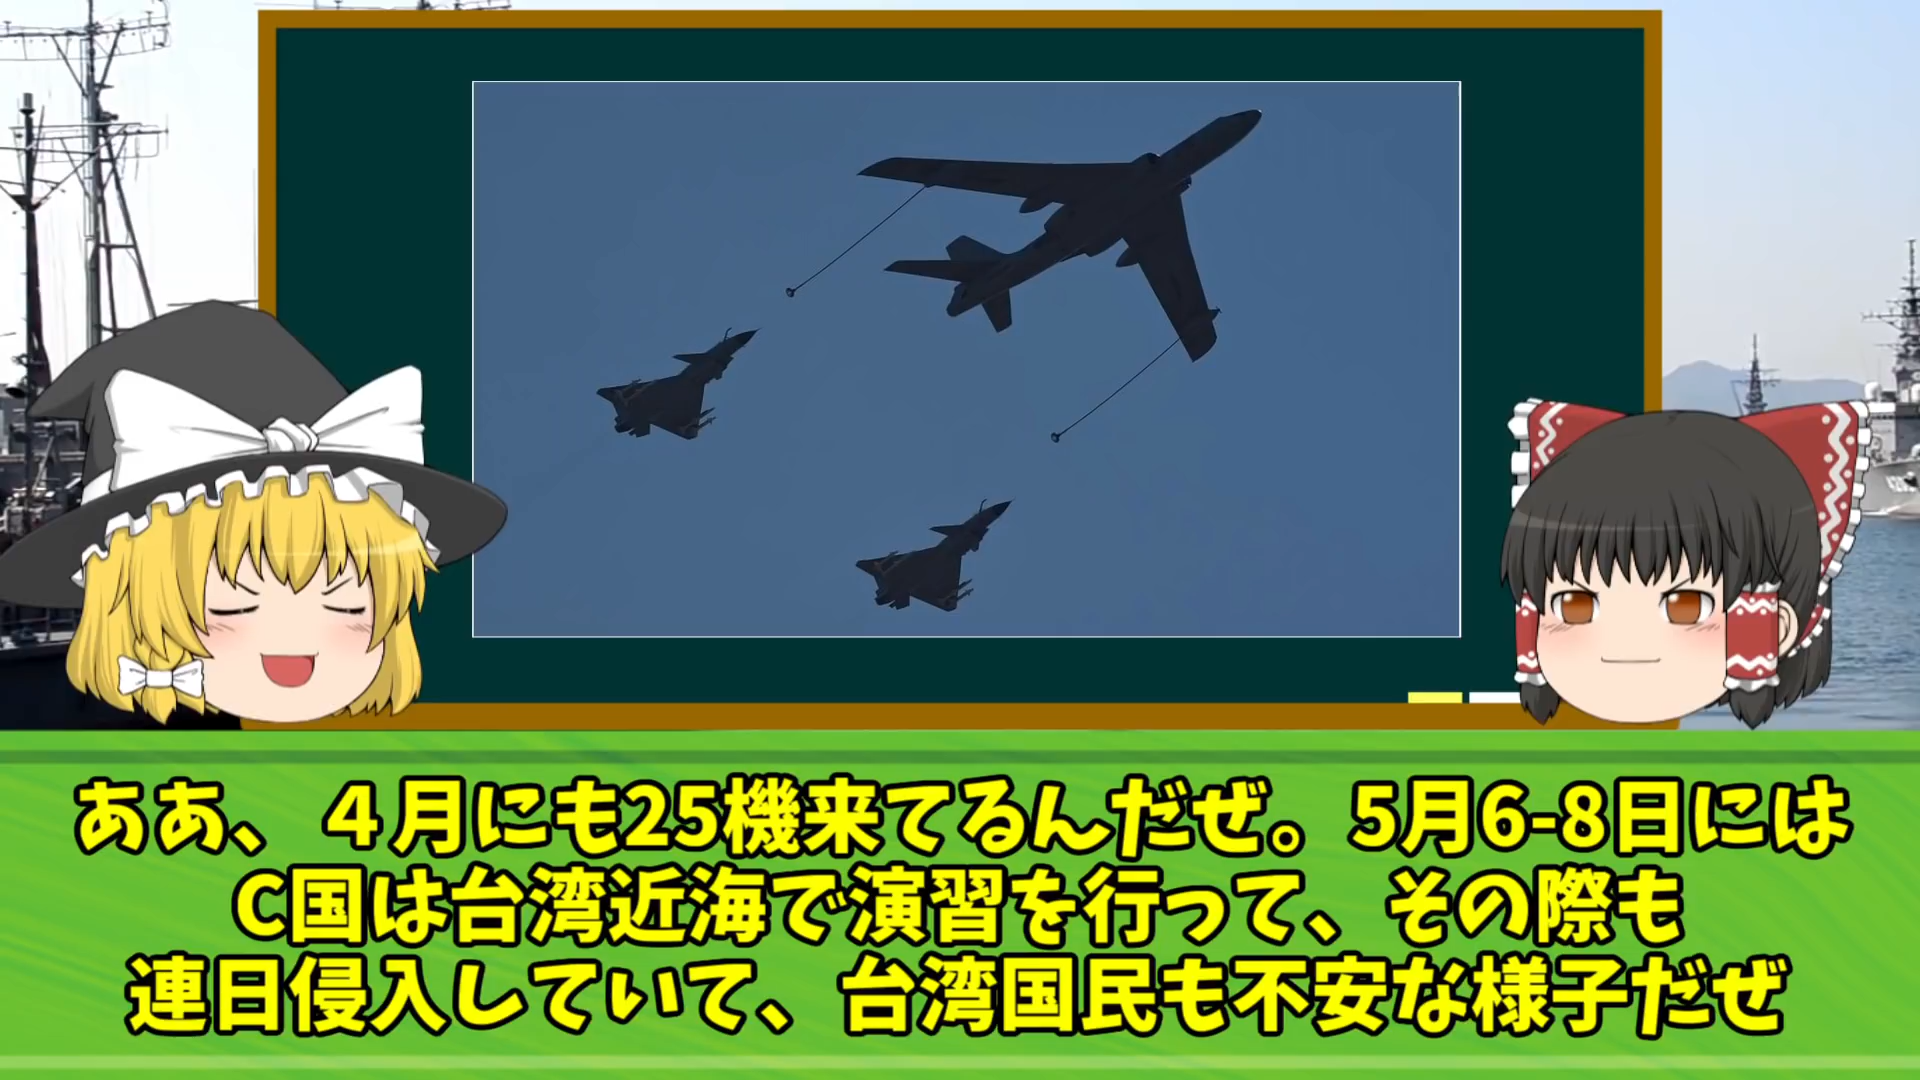 ああ、４月にも25機来てるんだぜ。5月6-8日には
C国は台湾近海で演習を行って、その際も
連日侵入していて、台湾国民も不安な様子だぜ